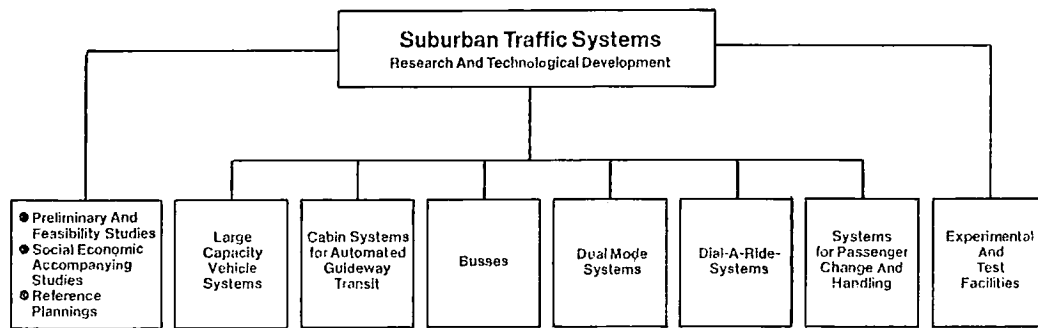 Suburban Traffic Systems
Research And Technological Development
● Preliminary And
Feasibility Studies
● Social Economic
Accompanying
Studies
● Reference
Plannings
Large
Capacity
Vehicle
Systems
Cabin Systems
for Automated
Guideway
Transit
Busses
Dual Mode
Systems
Dial-A-Ride-
Systems
Systems
for Passenger
Change And
Handling
Experimental
And
Test
Facilities